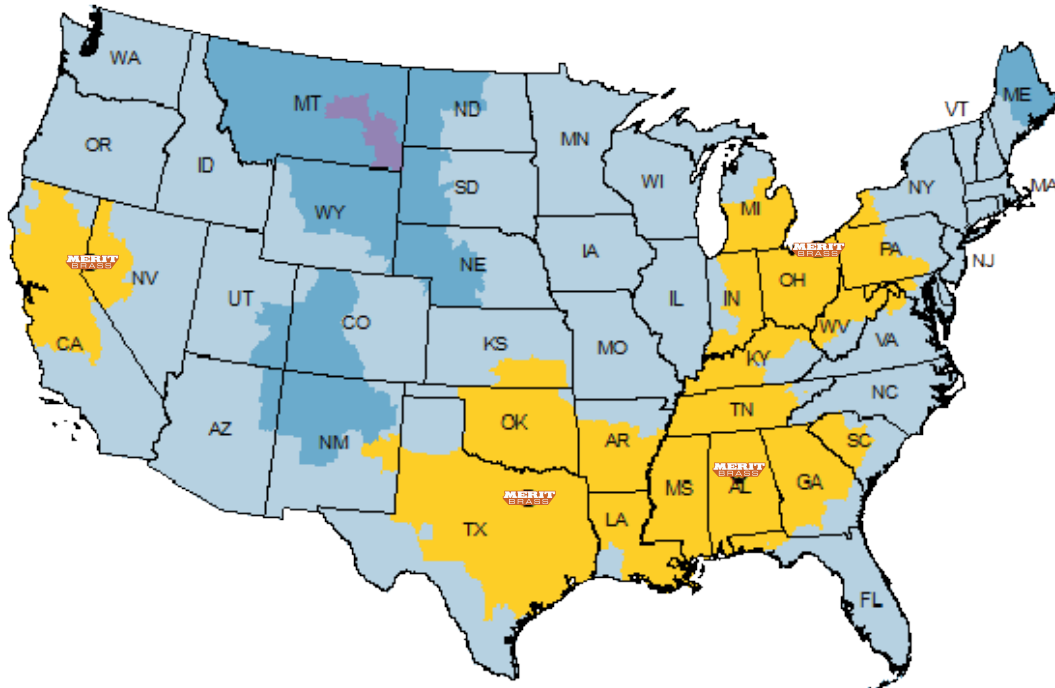 WA
MT
ND
ME
VT
MN
OR
ID
SD
WI
NY
MA
WY
MI
IA
NE
PA
NJ
MERIT
BRASS
MERIT
BRASS
NV
UT
CO
IL
IN
OH
WV
CA
KS
MO
KY
VA
NC
AZ
OK
AR
TN
NM
SC
MERIT
BRASS
MERIT
BRASS
MS
AL
GA
TX
LA
FL